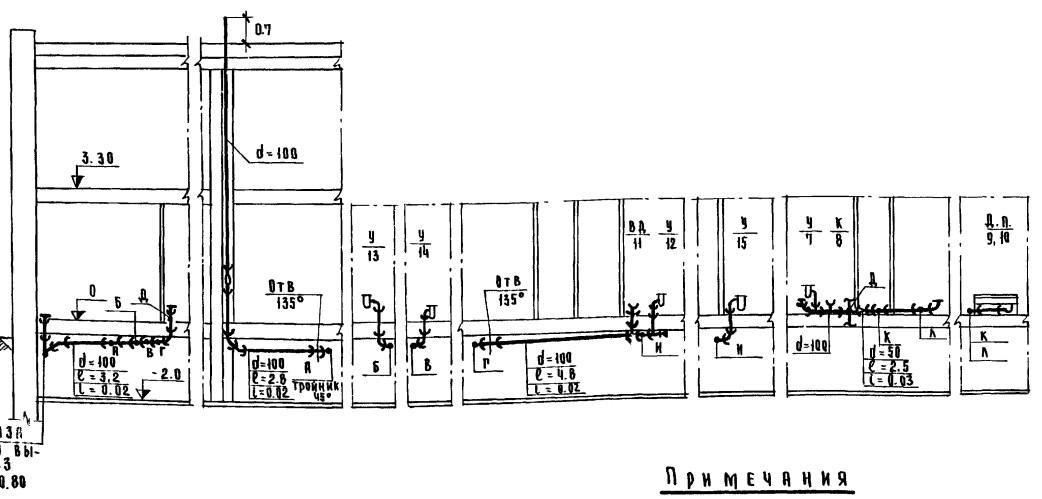 0.7
3.30
d=100
0
Б
Д
А
В
Г
d=100
ℓ=3,2
i=0.02
-2.0
ВЫ-
0.80
ОТВ
135°
d=100
ℓ=2.8
i=0.02
А
ТРОЙНИК
45°
У
13
Б
У
14
В
ОТВ
135°
Г
d=100
ℓ=4.8
i=0.02
ВД
11
У
12
И
У
15
И
У
7
К
8
Д
d=100
К
d=50
ℓ=2.5
i=0.03
Л
Д.П.
9,10
К
Л
ПРИМЕЧАНИЯ